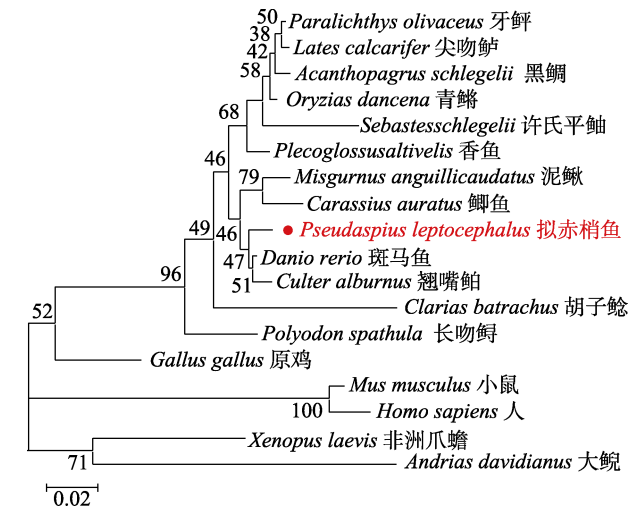 50
Paralichthys olivaceus 牙鲆
38
Lates calcarifer 尖吻鲈
42
58
Acanthopagrus schlegelii 黑鲷
Oryzias dancena 青鳉
68
Sebastesschlegelii 许氏平鲉
Plecoglossusaltivelis 香鱼
46
79
Misgurnus anguillicaudatus 泥鳅
Carassius auratus 鲫鱼
49
46
Pseudaspius leptocephalus 拟赤梢鱼
47
Danio rerio 斑马鱼
96
51
Culter alburnus 翘嘴鲌
Clarias batrachus 胡子鲶
52
Polyodon spathula 长吻鲟
Gallus gallus 原鸡
Mus musculus 小鼠
100
Homo sapiens 人
Xenopus laevis 非洲爪蟾
71
Andrias davidianus 大鲵
0.02